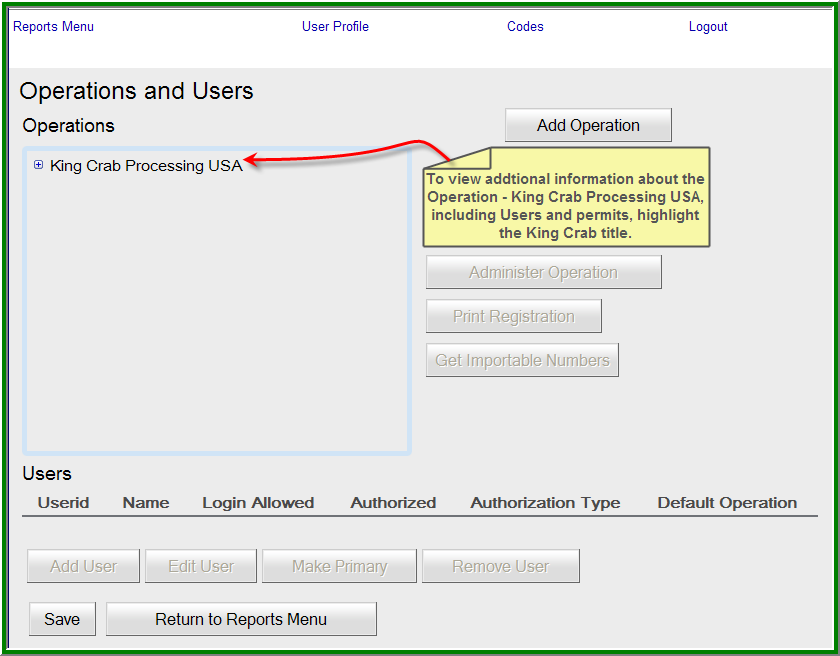 Reports Menu User Profile Codes Logout
Operations and Users
Operations
Add Operation
King Crab Processing USA
To view addtional information about the
Operation - King Crab Processing USA,
including Users and permits, highlight
the King Crab title.
Administer Operation
Print Registration
Get Importable Numbers
Users
Userid Name Login Allowed Authorized Authorization Type Default Operation
Add User Edit User Make Primary Remove User
Save Return to Reports Menu